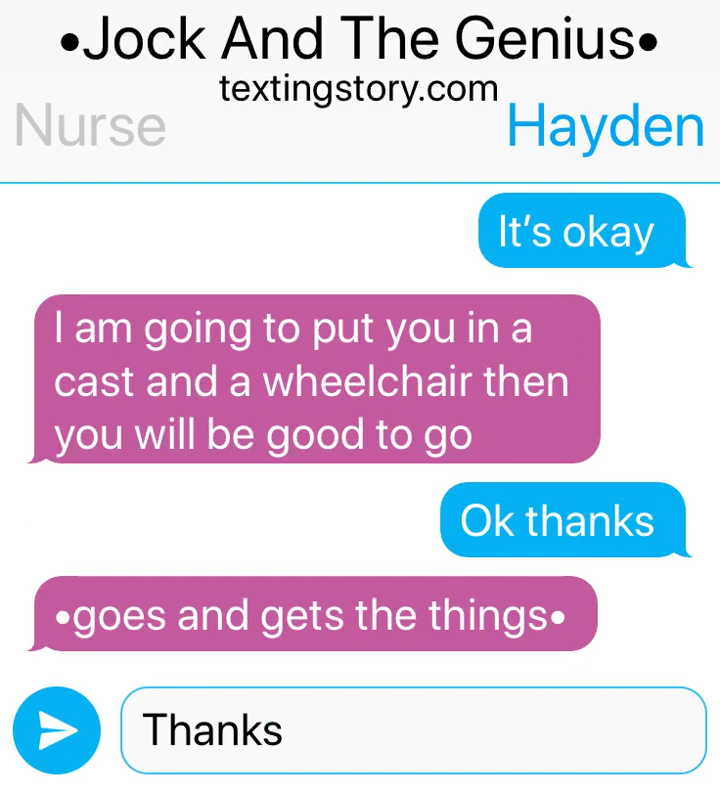 •Jock And The Genius•
textingstory.com
Nurse
Hayden
It’s okay
I am going to put you in a
cast and a wheelchair then
you will be good to go
Ok thanks
•goes and gets the things•
Thanks